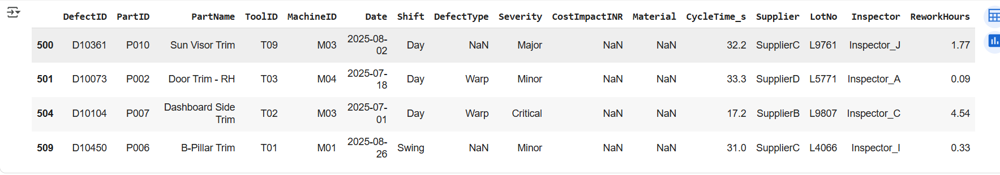 DefectID PartID PartName ToolID MachineID Date Shift DefectType Severity CostImpactINR Material CycleTime_s Supplier LotNo Inspector ReworkHours
500 D10361 P010 Sun Visor Trim T09 M03 2025-08-02 Day NaN Major NaN NaN 32.2 SupplierC L9761 Inspector_J 1.77
501 D10073 P002 Door Trim - RH T03 M04 2025-07-18 Day Warp Minor NaN NaN 33.3 SupplierD L5771 Inspector_A 0.09
504 D10104 P007 Dashboard Side Trim T02 M03 2025-07-01 Day Warp Critical NaN NaN 17.2 SupplierB L9807 Inspector_C 4.54
509 D10450 P006 B-Pillar Trim T01 M01 2025-08-26 Swing NaN Minor NaN NaN 31.0 SupplierC L4066 Inspector_I 0.33